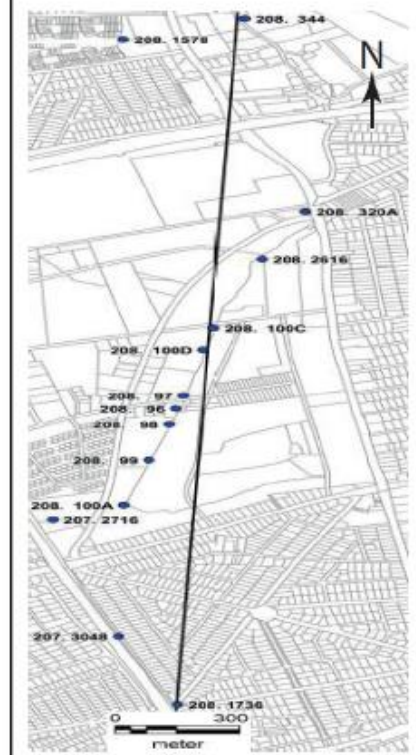 208. 344
208. 1578
N
208. 320A
208. 2616
208. 100C
208. 100D
208. 97
208. 96
208. 98
208. 99
208. 100A
207. 2716
207. 3048
208. 1736
0 300
meter